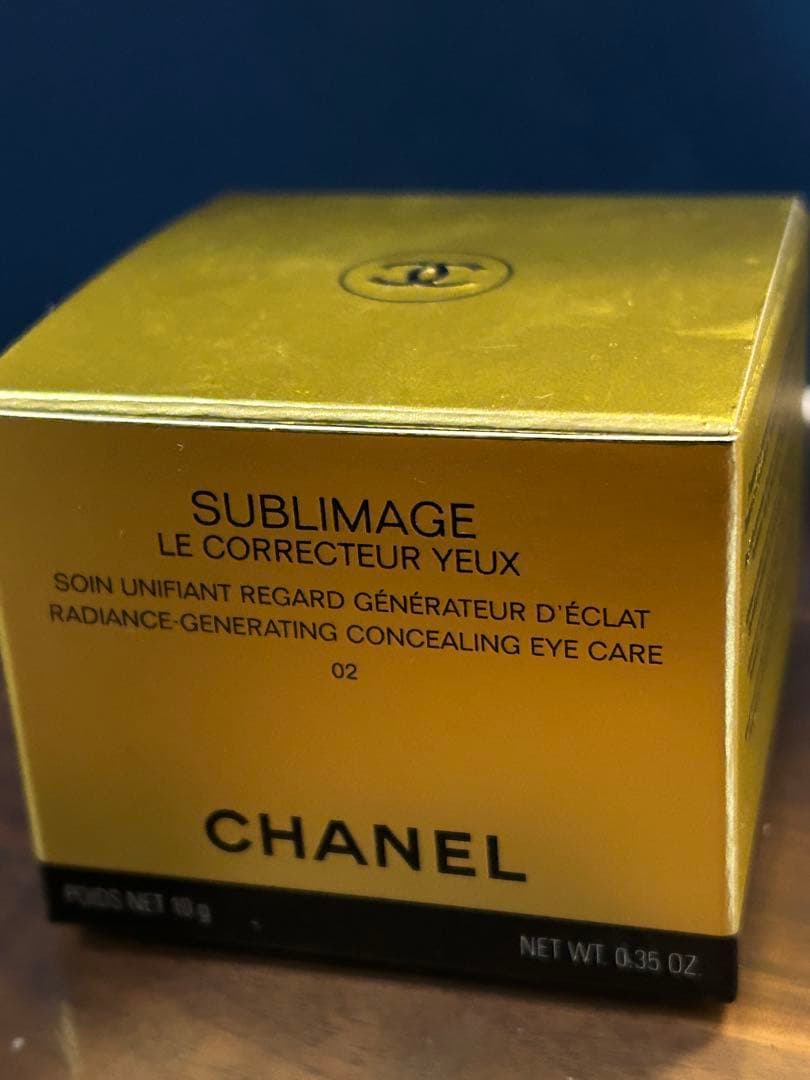 SUBLIMAGE
LE CORRECTEUR YEUX
SOIN UNIFIANT REGARD GÉNÉRATEUR D'ÉCLAT
RADIANCE-GENERATING CONCEALING EYE CARE
02
CHANEL
POIDS NET 10 g
NET WT. 0.35 OZ.